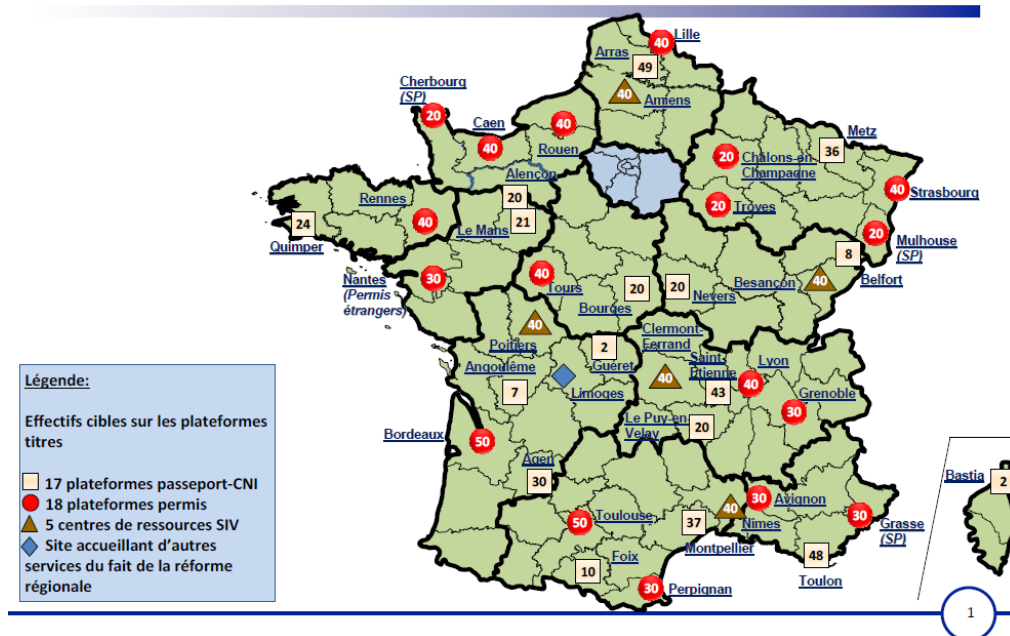 Lille
40
Arras
49
40
Amiens
Cherbourg
(SP)
20
Caen
40
40
Rouen
Metz
36
20
Châlons-en-
Champagne
Alençon
20
40
Strasbourg
Rennes
40
Le Mans
21
20
Troyes
24
Quimper
20
Mulhouse
(SP)
8
Belfort
Nantes
(Permis
étrangers)
30
40
Tours
20
Bourges
20
Nevers
Besançon
40
40
Poitiers
2
Guéret
Clermont-
Ferrand
Saint-
Etienne
Lyon
40
40
43
Angoulême
7
Limoges
Grenoble
30
Le Puy-en-
Velay
20
Bordeaux
50
Agen
30
50
Toulouse
37
Montpellier
40
Nîmes
30
Avignon
30
Grasse
(SP)
48
Toulon
Foix
10
30
Perpignan
Bastia
2
Légende:
Effectifs cibles sur les plateformes
titres
17 plateformes passeport-CNI
18 plateformes permis
5 centres de ressources SIV
Site accueillant d’autres
services du fait de la réforme
régionale
1